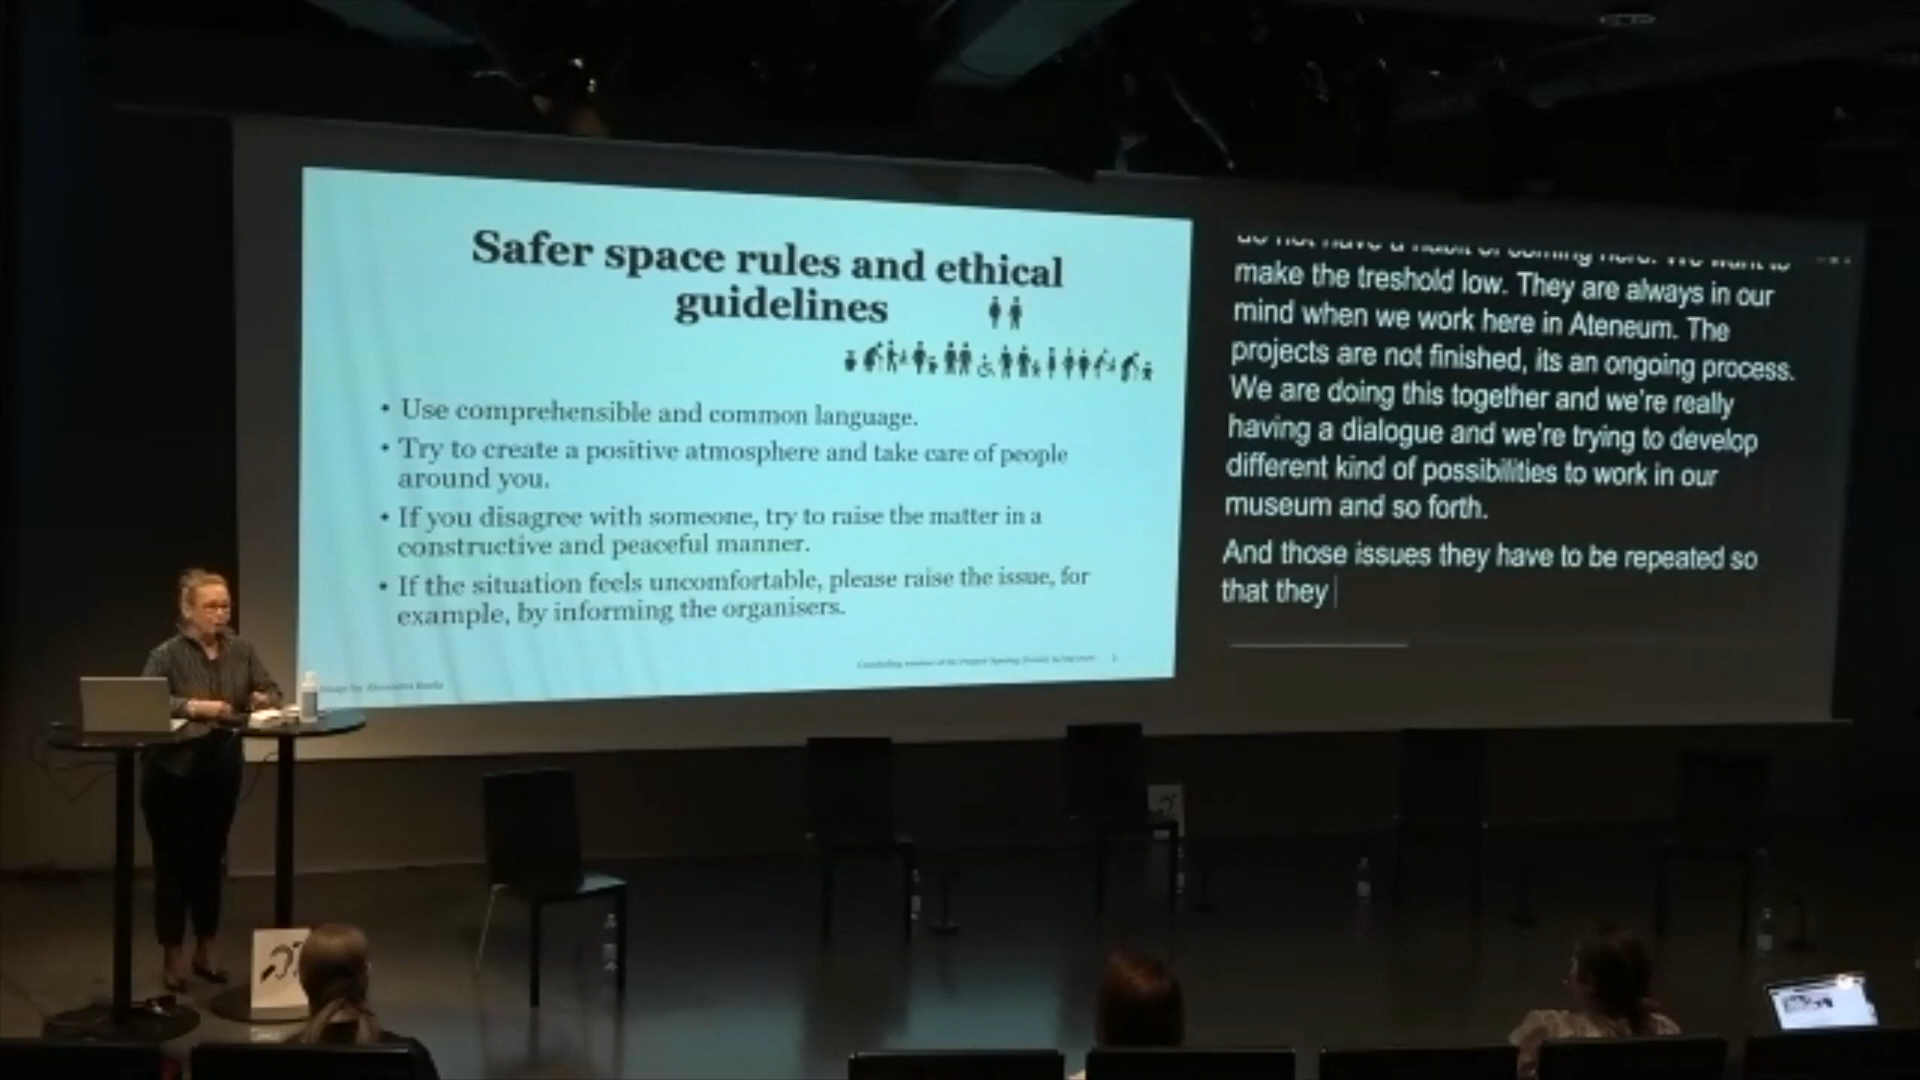 Safer space rules and ethical
guidelines
• Use comprehensible and common language.
• Try to create a positive atmosphere and take care of people
around you.
• If you disagree with someone, try to raise the matter in a
constructive and peaceful manner.
• If the situation feels uncomfortable, please raise the issue, for
example, by informing the organisers.
make the treshold low. They are always in our
mind when we work here in Ateneum. The
projects are not finished, its an ongoing process.
We are doing this together and we're really
having a dialogue and we're trying to develop
different kind of possibilities to work in our
museum and so forth.
And those issues they have to be repeated so
that they